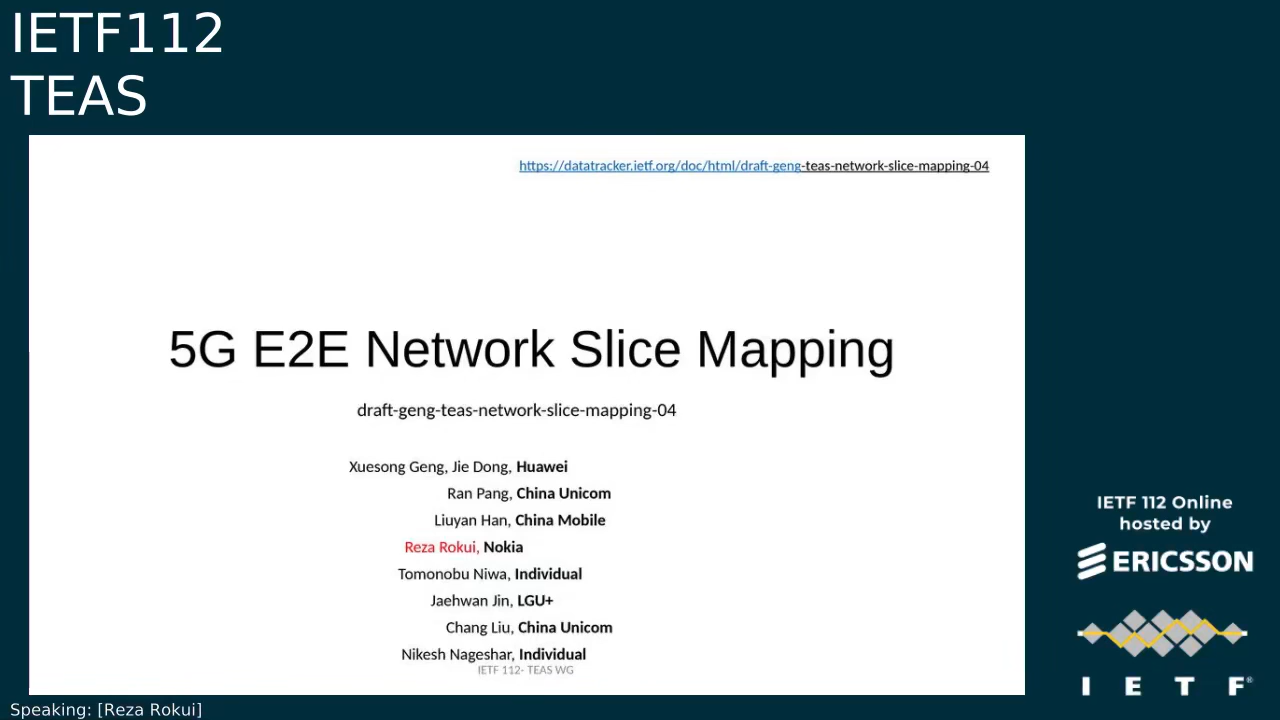 IETF112
TEAS
https://datatracker.ietf.org/doc/html/draft-geng-teas-network-slice-mapping-04
5G E2E Network Slice Mapping
draft-geng-teas-network-slice-mapping-04
Xuesong Geng, Jie Dong, Huawei
Ran Pang, China Unicom
Liuyan Han, China Mobile
Reza Rokui, Nokia
Tomonobu Niwa, Individual
Jaehwan Jin, LGU+
Chang Liu, China Unicom
Nikesh Nageshar, Individual
IETF 112- TEAS WG
IETF 112 Online
hosted by
ERICSSON
I E T F®
Speaking: [Reza Rokui]